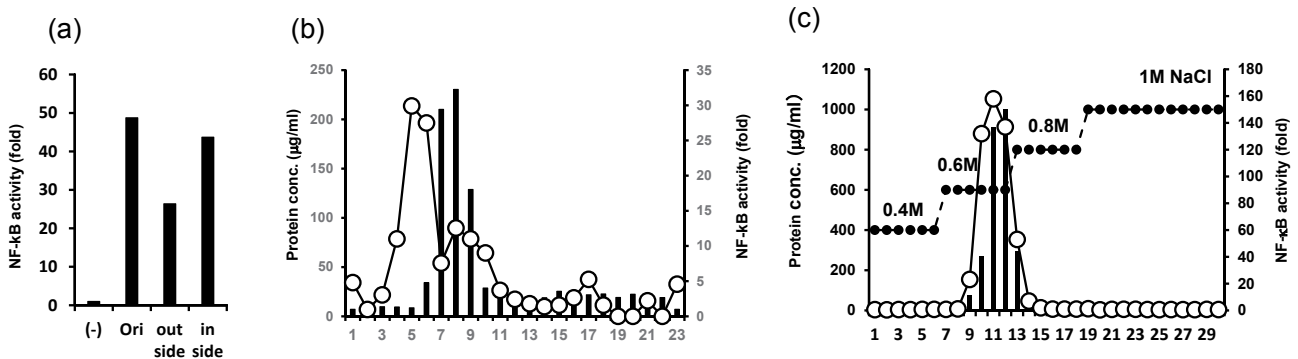 (a)
NF-kB activity (fold)
60
50
40
30
20
10
0
(-)
Ori
out side
in side
(b)
Protein conc. (µg/ml)
250
200
150
100
50
0
35
30
25
20
15
10
5
0
NF-kB activity (fold)
1 3 5 7 9 11 13 15 17 19 21 23
(c)
Protein conc. (µg/ml)
1200
1000
800
600
400
200
0
0.4M
0.6M
0.8M
1M NaCl
180
160
140
120
100
80
60
40
20
0
NF-κB activity (fold)
1 3 5 7 9 11 13 15 17 19 21 23 25 27 29